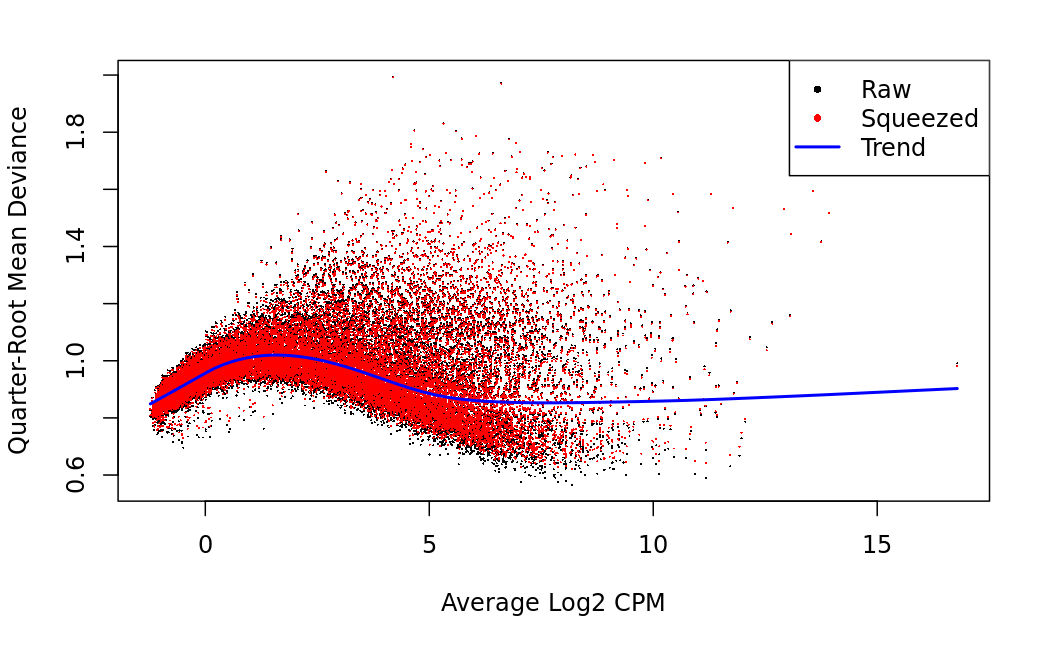 Raw
Squeezed
Trend
Quarter-Root Mean Deviance
1.8
1.4
1.0
0.6
0 5 10 15
Average Log2 CPM